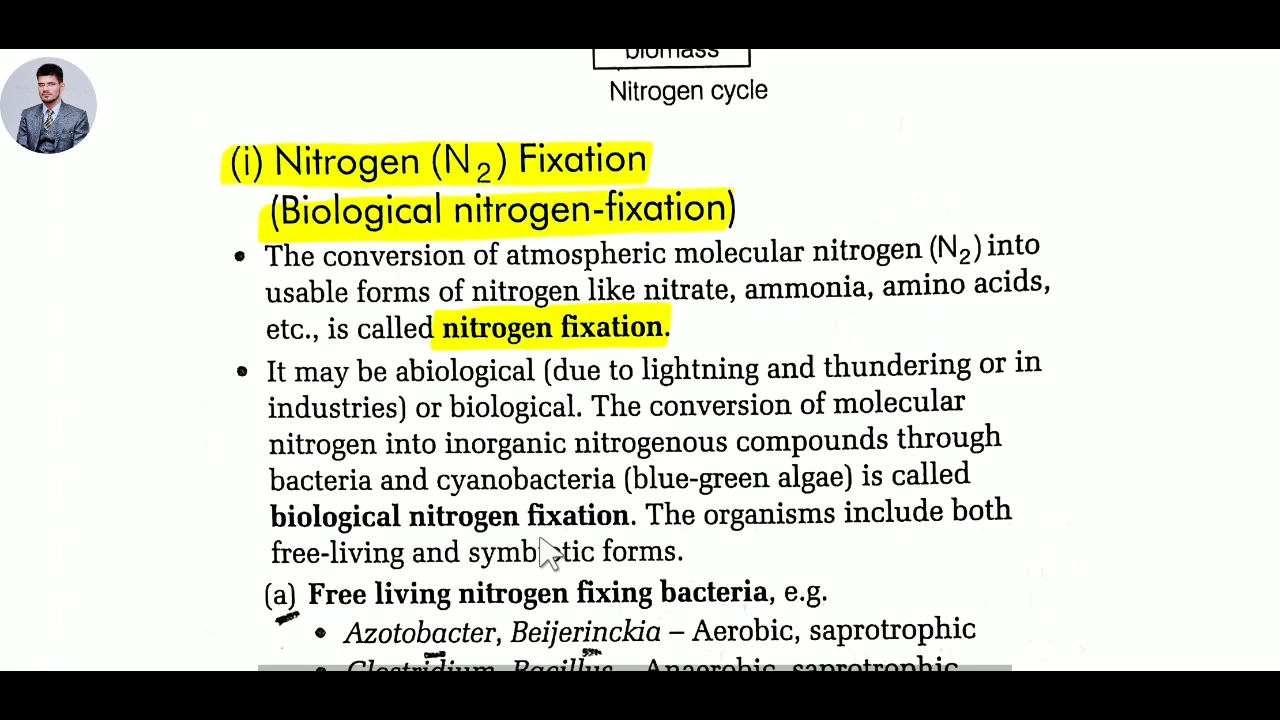 biomass
Nitrogen cycle
(i) Nitrogen (N2) Fixation
(Biological nitrogen-fixation)
• The conversion of atmospheric molecular nitrogen (N2) into
usable forms of nitrogen like nitrate, ammonia, amino acids,
etc., is called nitrogen fixation.
• It may be abiological (due to lightning and thundering or in
industries) or biological. The conversion of molecular
nitrogen into inorganic nitrogenous compounds through
bacteria and cyanobacteria (blue-green algae) is called
biological nitrogen fixation. The organisms include both
free-living and symbiotic forms.
(a) Free living nitrogen fixing bacteria, e.g.
• Azotobacter, Beijerinckia – Aerobic, saprotrophic
• Clostridium, Bacillus – Anaerobic, saprotrophic